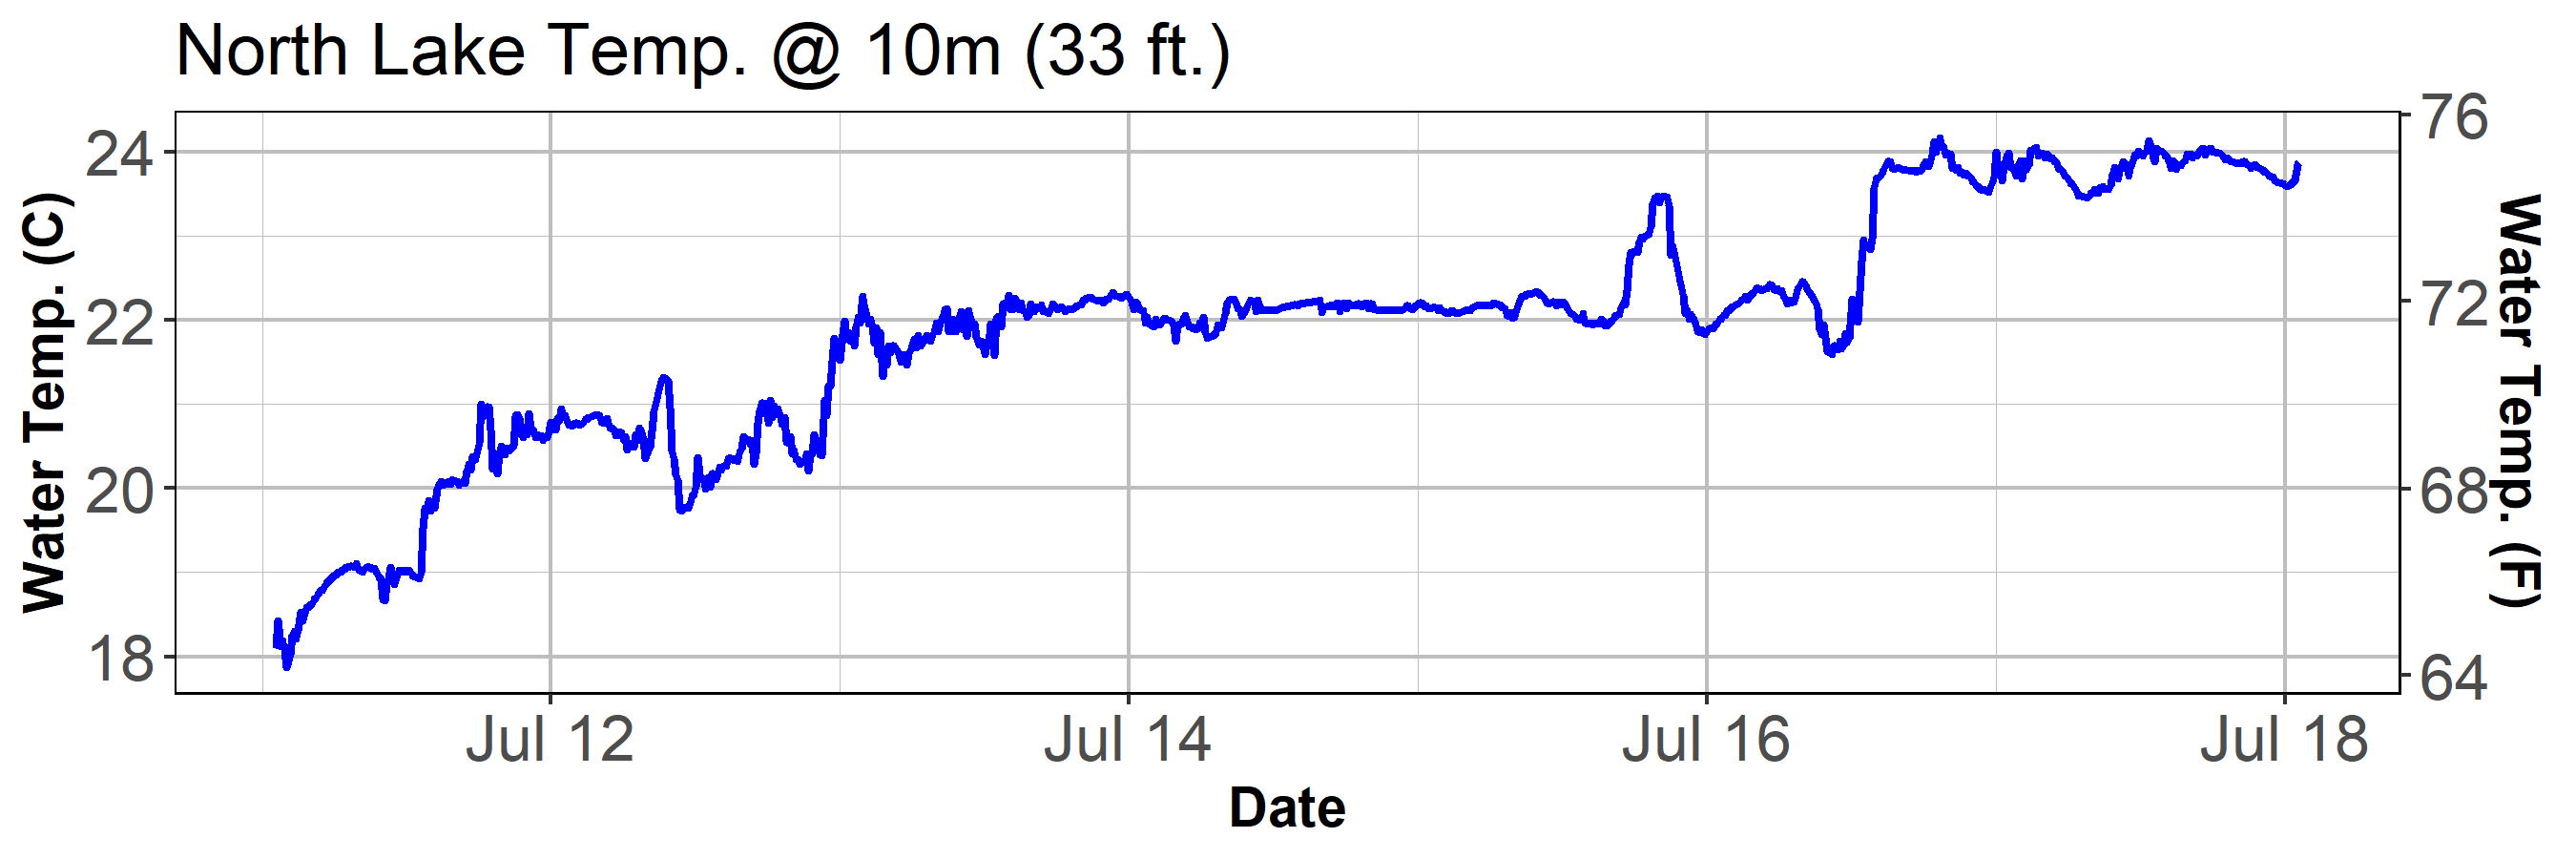 North Lake Temp. @ 10m (33 ft.)
Water Temp. (C)
24
22
20
18
76
72
68
64
Water Temp. (F)
Jul 12
Jul 14
Jul 16
Jul 18
Date